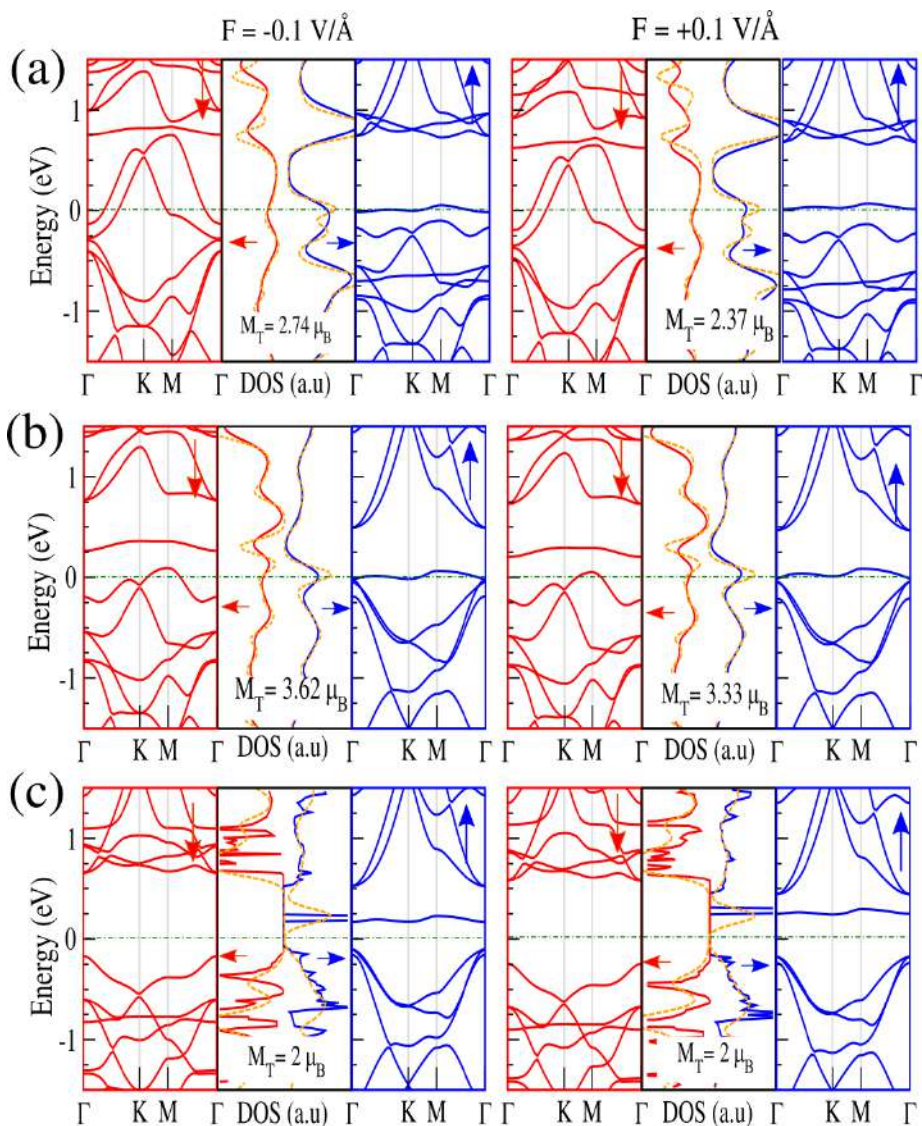 F = -0.1 V/Å F = +0.1 V/Å
(a)
Energy (eV)
1
0
-1
M_T= 2.74 μ_B
M_T= 2.37 μ_B
Γ K M Γ DOS (a.u) Γ K M Γ Γ K M Γ DOS (a.u) Γ K M Γ
(b)
Energy (eV)
1
0
-1
M_T= 3.62 μ_B
M_T= 3.33 μ_B
Γ K M Γ DOS (a.u) Γ K M Γ Γ K M Γ DOS (a.u) Γ K M Γ
(c)
Energy (eV)
1
0
-1
M_T= 2 μ_B
M_T= 2 μ_B
Γ K M Γ DOS (a.u) Γ K M Γ Γ K M Γ DOS (a.u) Γ K M Γ